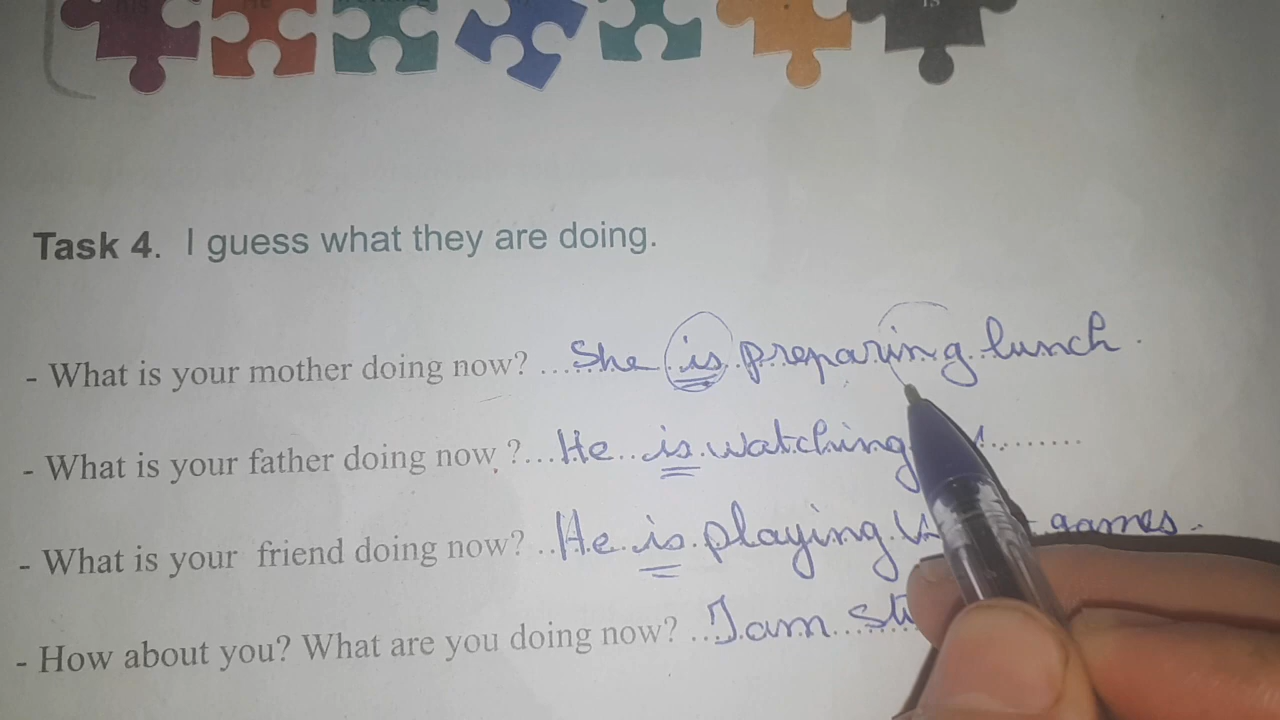 is
Task 4. I guess what they are doing.
- What is your mother doing now? ...She is preparing lunch.
- What is your father doing now ?...He is watching
- What is your friend doing now? ..He is playing games.
- How about you? What are you doing now? ..I am